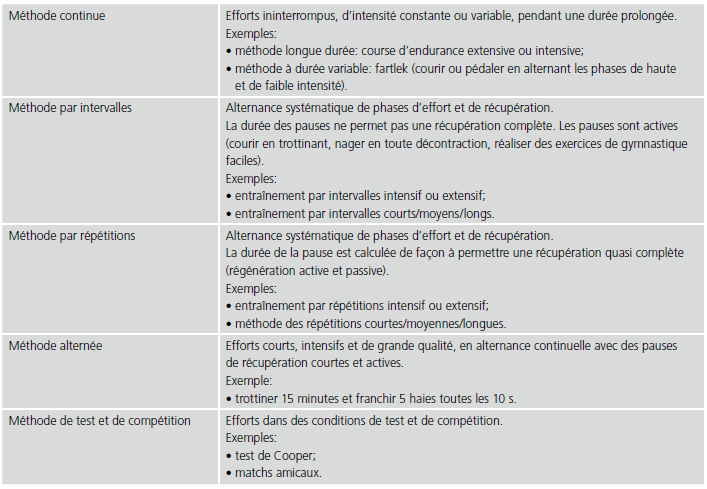 Méthode continue
Efforts ininterrompus, d’intensité constante ou variable, pendant une durée prolongée.
Exemples:
• méthode longue durée: course d’endurance extensive ou intensive;
• méthode à durée variable: fartlek (courir ou pédaler en alternant les phases de haute
et de faible intensité).
Méthode par intervalles
Alternance systématique de phases d’effort et de récupération.
La durée des pauses ne permet pas une récupération complète. Les pauses sont actives
(courir en trottinant, nager en toute décontraction, réaliser des exercices de gymnastique
faciles).
Exemples:
• entraînement par intervalles intensif ou extensif;
• entraînement par intervalles courts/moyens/longs.
Méthode par répétitions
Alternance systématique de phases d’effort et de récupération.
La durée de la pause est calculée de façon à permettre une récupération quasi complète
(régénération active et passive).
Exemples:
• entraînement par répétitions intensif ou extensif;
• méthode des répétitions courtes/moyennes/longues.
Méthode alternée
Efforts courts, intensifs et de grande qualité, en alternance continuelle avec des pauses
de récupération courtes et actives.
Exemple:
• trottiner 15 minutes et franchir 5 haies toutes les 10 s.
Méthode de test et de compétition
Efforts dans des conditions de test et de compétition.
Exemples:
• test de Cooper;
• matchs amicaux.